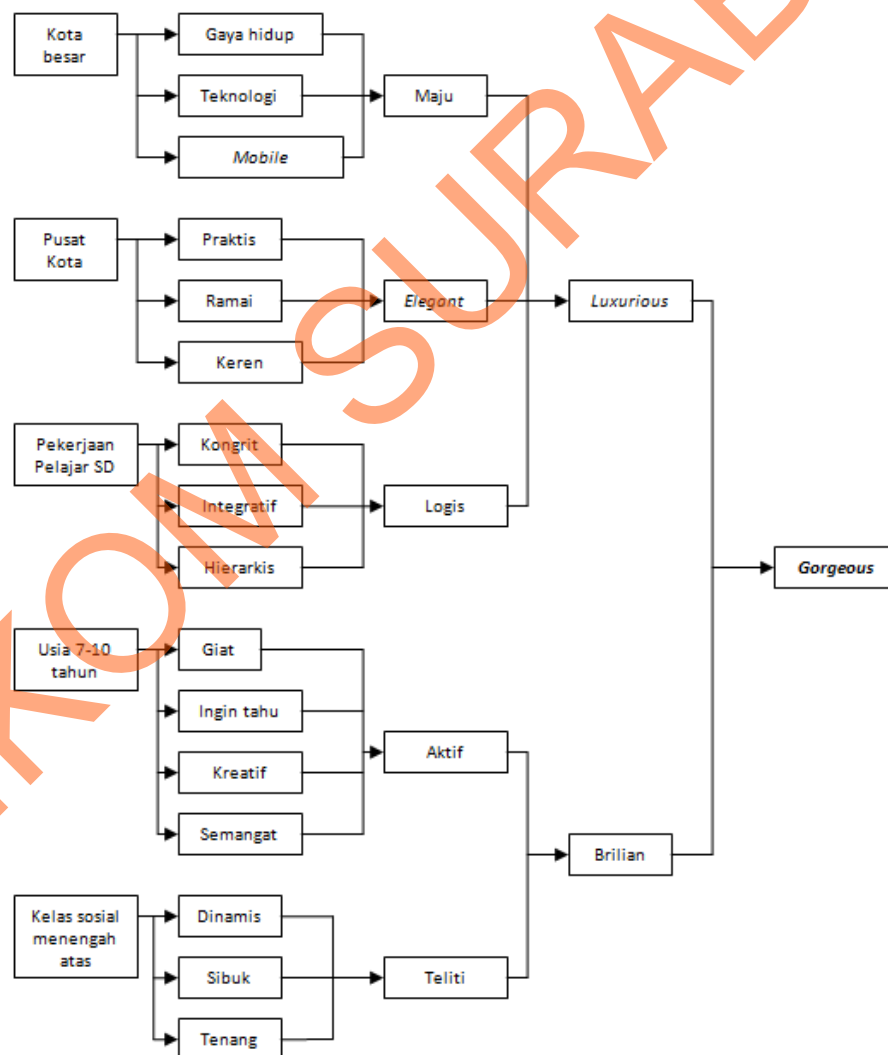 Kota
besar
Gaya hidup
Teknologi
Mobile
Maju
Pusat
Kota
Praktis
Ramai
Keren
Elegant
Luxurious
Pekerjaan
Pelajar SD
Kongrit
Integratif
Hierarkis
Logis
Gorgeous
Usia 7-10
tahun
Giat
Ingin tahu
Kreatif
Semangat
Aktif
Brilian
Kelas sosial
menengah
atas
Dinamis
Sibuk
Tenang
Teliti
KOM SURAB